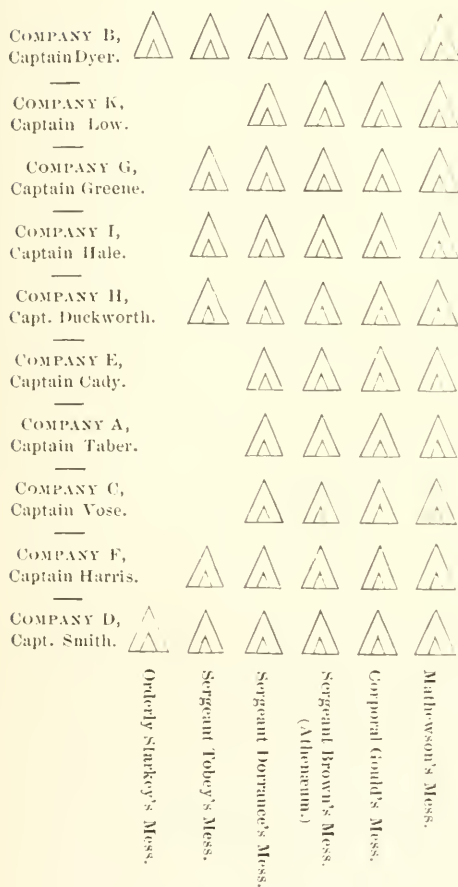 COMPANY B,
Captain Dyer.
COMPANY K,
Captain Low.
COMPANY G,
Captain Greene.
COMPANY I,
Captain Hale.
COMPANY H,
Capt. Duckworth.
COMPANY E,
Captain Cady.
COMPANY A,
Captain Taber.
COMPANY C,
Captain Vose.
COMPANY F,
Captain Harris.
COMPANY D,
Capt. Smith.
Orderly Starkey's Mess.
Sergeant Tobey's Mess.
Sergeant Dorrance's Mess.
Sergeant Brown's Mess.
(Athenæum.)
Corporal Gould's Mess.
Mathewson's Mess.